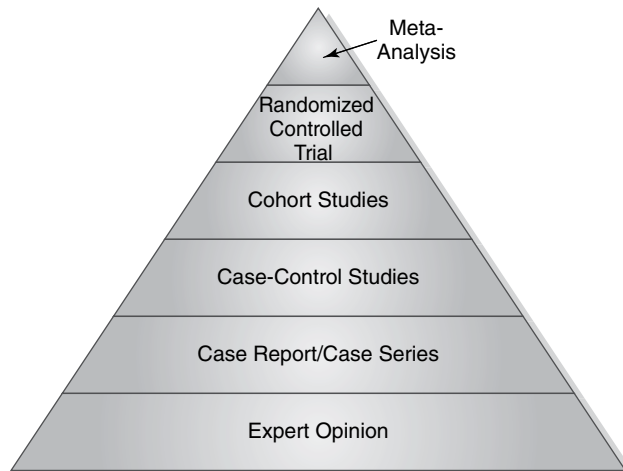 Meta-
Analysis
Randomized
Controlled
Trial
Cohort Studies
Case-Control Studies
Case Report/Case Series
Expert Opinion